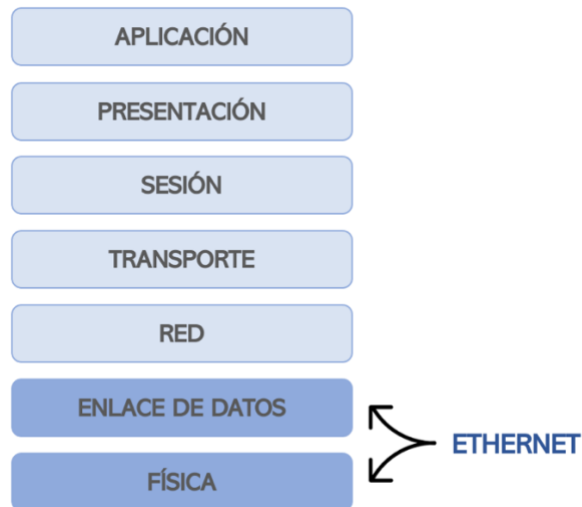 APLICACIÓN
PRESENTACIÓN
SESIÓN
TRANSPORTE
RED
ENLACE DE DATOS
ETHERNET
FÍSICA